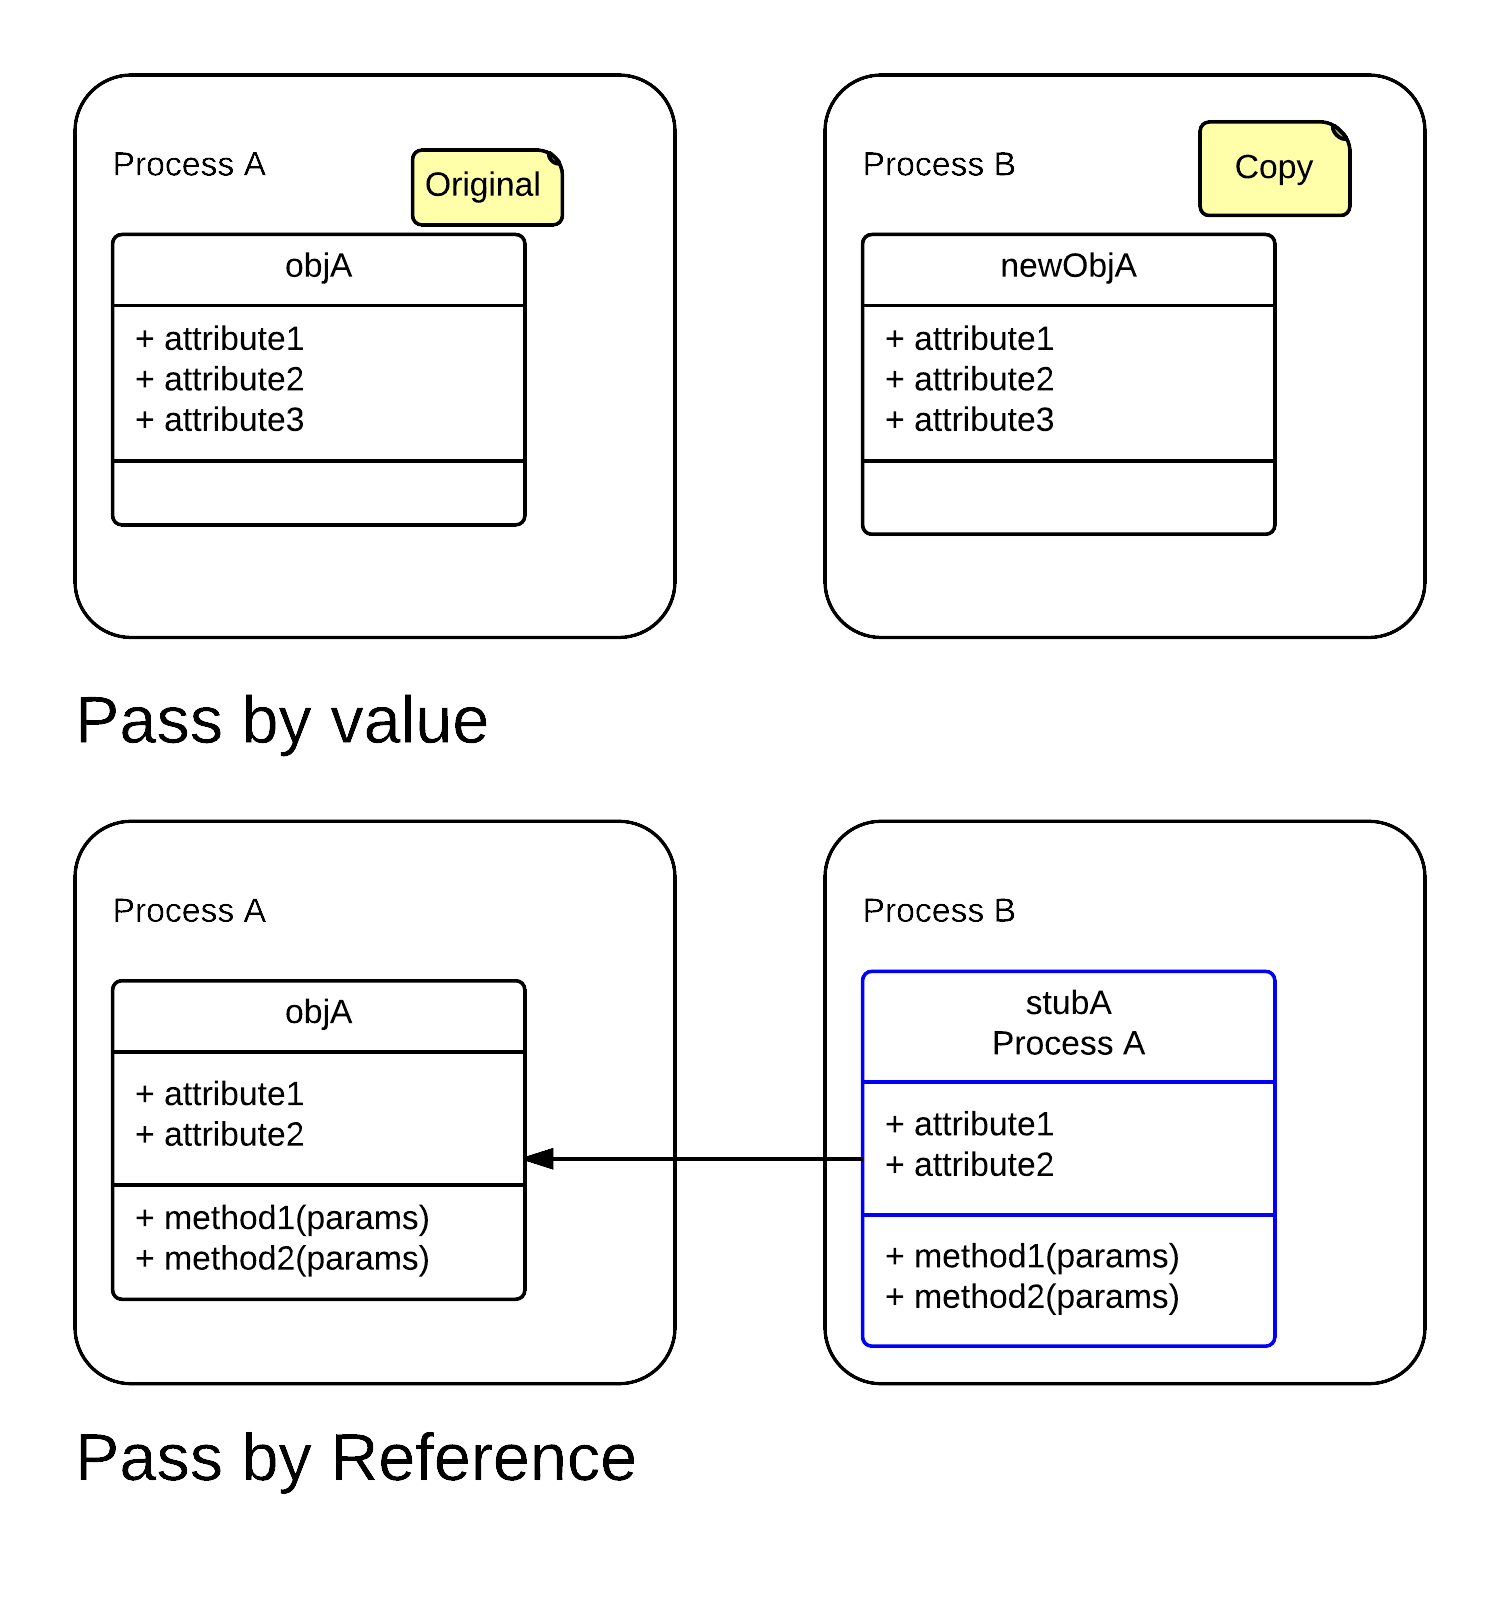 Process A
Original
objA
+ attribute1
+ attribute2
+ attribute3
Process B
Copy
newObjA
+ attribute1
+ attribute2
+ attribute3
Pass by value
Process A
objA
+ attribute1
+ attribute2
+ method1(params)
+ method2(params)
Process B
stubA
Process A
+ attribute1
+ attribute2
+ method1(params)
+ method2(params)
Pass by Reference